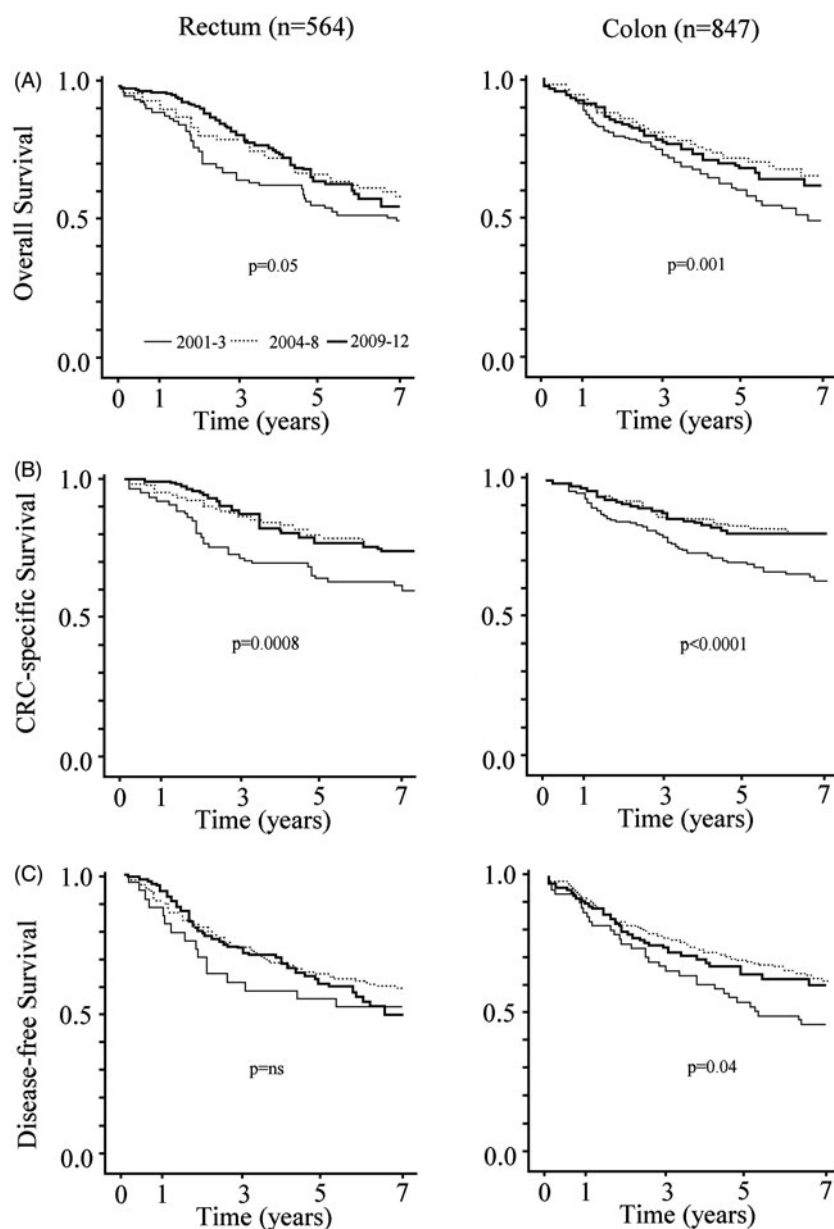 Rectum (n=564) Colon (n=847)
(A)
Overall Survival
1.0
0.5
0.0
p=0.05
2001-3 2004-8 2009-12
0 1 3 5 7
Time (years)
1.0
0.5
0.0
p=0.001
0 1 3 5 7
Time (years)
(B)
CRC-specific Survival
1.0
0.5
0.0
p=0.0008
0 1 3 5 7
Time (years)
1.0
0.5
0.0
p<0.0001
0 1 3 5 7
Time (years)
(C)
Disease-free Survival
1.0
0.5
0.0
p=ns
0 1 3 5 7
Time (years)
1.0
0.5
0.0
p=0.04
0 1 3 5 7
Time (years)